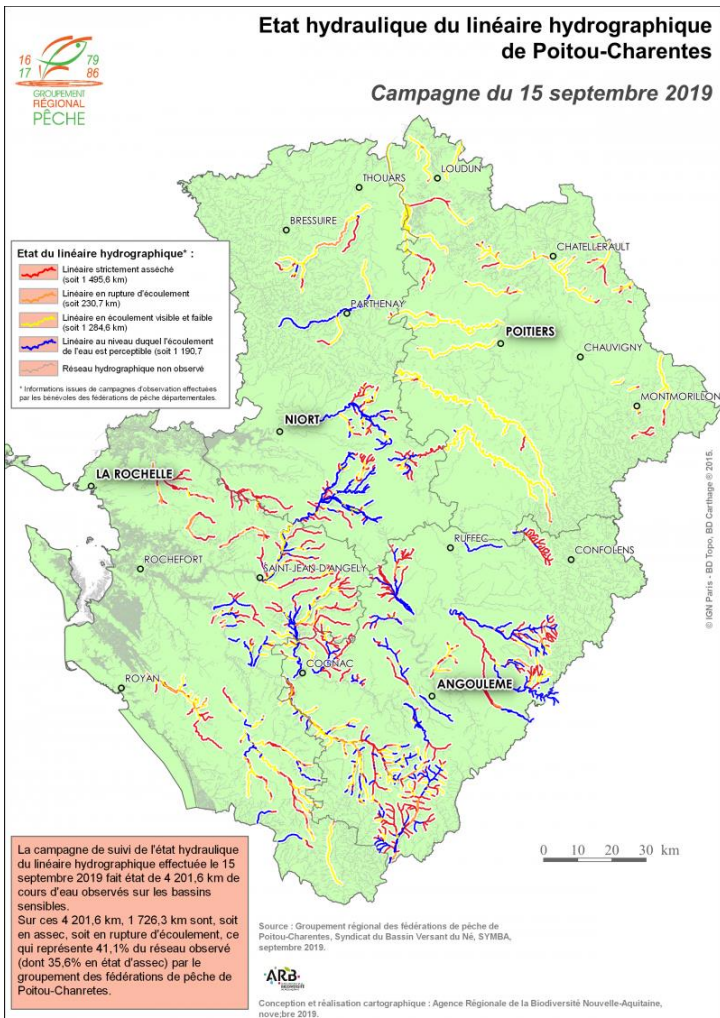 Etat hydraulique du linéaire hydrographique
de Poitou-Charentes
Campagne du 15 septembre 2019
16 79
17 86
GROUPEMENT
RÉGIONAL
PÊCHE
THOUARS
LOUDUN
BRESSUIRE
CHATELLERAULT
Etat du linéaire hydrographique* :
Linéaire strictement asséché
(soit 1 495,6 km)
Linéaire en rupture d'écoulement
(soit 230,7 km)
Linéaire en écoulement visible et faible
(soit 1 284,6 km)
Linéaire au niveau duquel l'écoulement
de l'eau est perceptible (soit 1 190,7
Réseau hydrographique non observé
* Informations issues de campagnes d'observation effectuées
par les bénévoles des fédérations de pêche départementales.
PARTHENAY
POITIERS
CHAUVIGNY
MONTMORILLON
NIORT
LA ROCHELLE
RUFFEC
CONFOLENS
ROCHEFORT
SAINT-JEAN-D'ANGELY
COGNAC
ROYAN
ANGOULEME
© IGN Paris - BD Topo, BD Carthage ® 2015.
0 10 20 30 km
La campagne de suivi de l'état hydraulique
du linéaire hydrographique effectuée le 15
septembre 2019 fait état de 4 201,6 km de
cours d'eau observés sur les bassins
sensibles.
Sur ces 4 201,6 km, 1 726,3 km sont, soit
en assec, soit en rupture d'écoulement, ce
qui représente 41,1% du réseau observé
(dont 35,6% en état d'assec) par le
groupement des fédérations de pêche de
Poitou-Chanretes.
Source : Groupement régional des fédérations de pêche de
Poitou-Charentes, Syndicat du Bassin Versant du Né, SYMBA,
septembre 2019.
ARB
Conception et réalisation cartographique : Agence Régionale de la Biodiversité Nouvelle-Aquitaine,
nove;bre 2019.